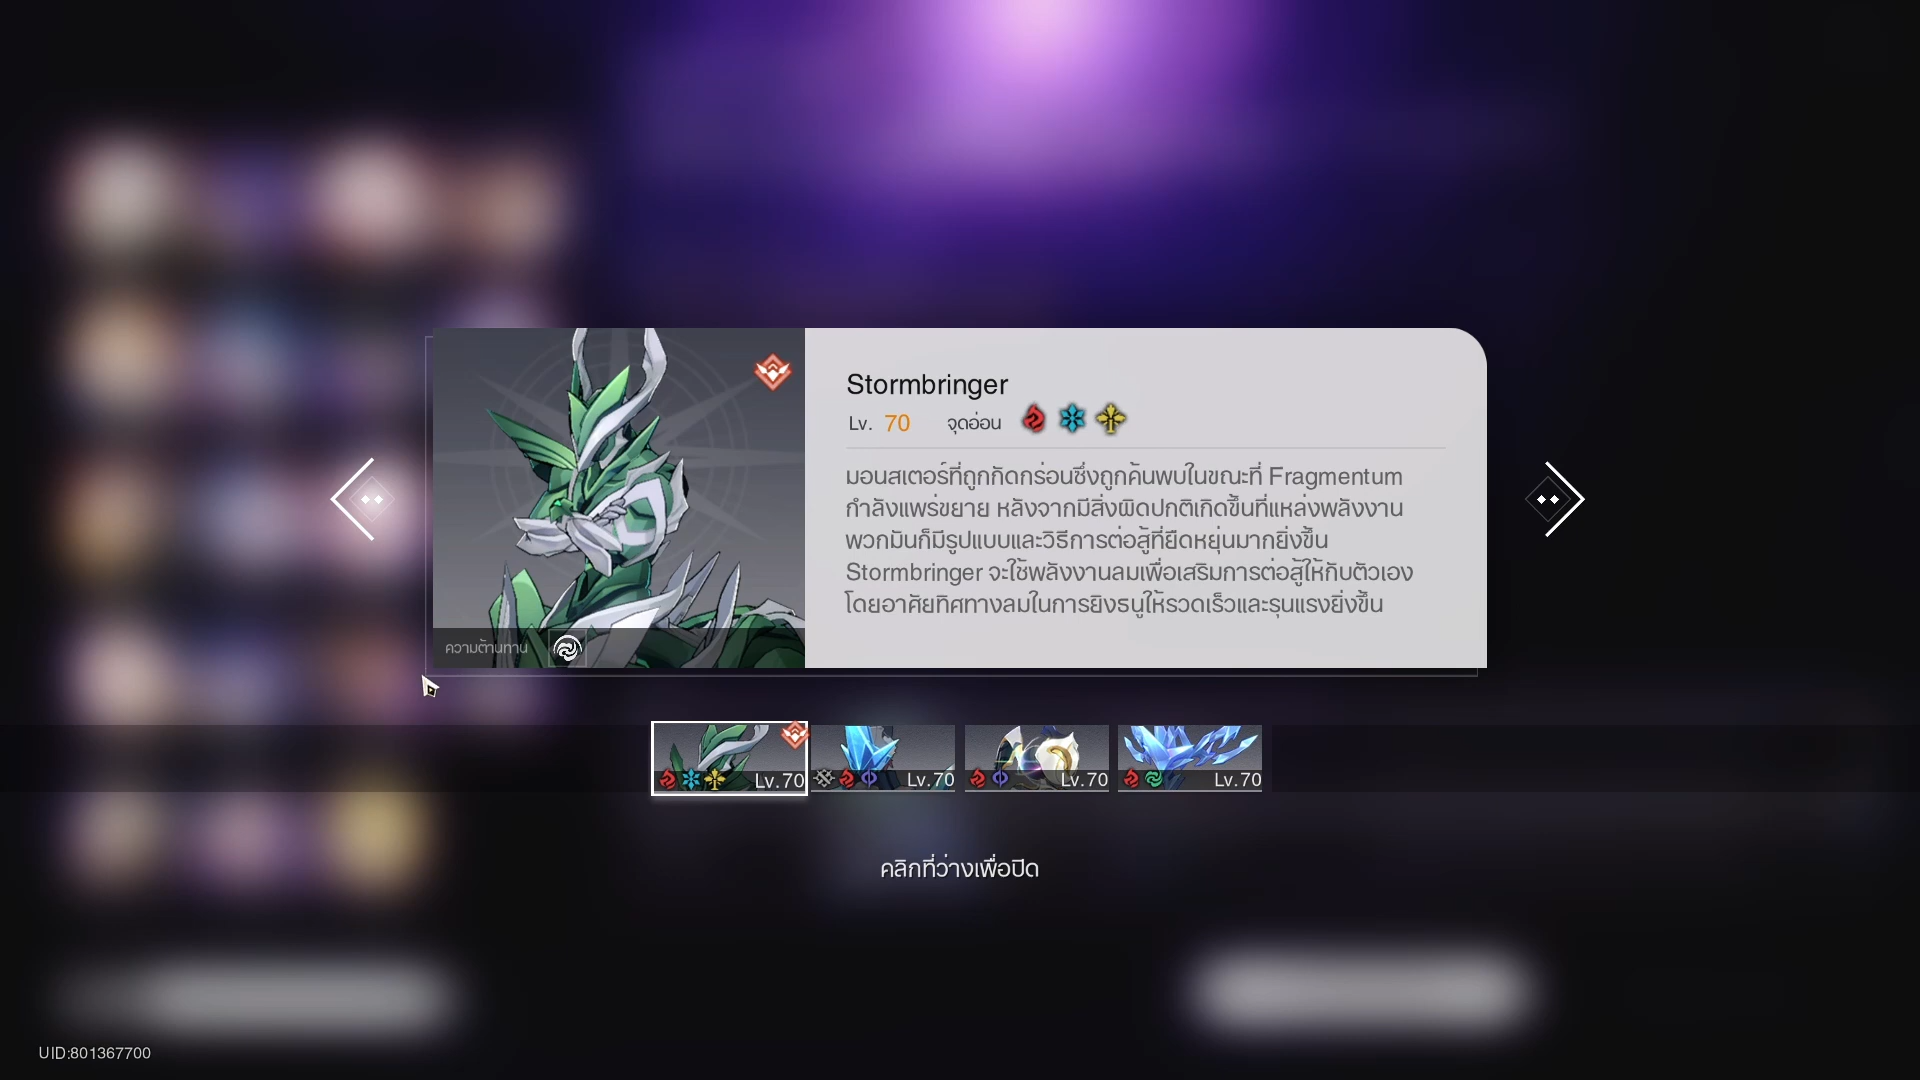 Stormbringer
Lv. 70 จุดอ่อน
มอนสเตอร์ที่ถูกกัดกร่อนซึ่งถูกค้นพบในขณะที่ Fragmentum
กำลังแพร่ขยาย หลังจากมีสิ่งผิดปกติเกิดขึ้นที่แหล่งพลังงาน
พวกมันก็มีรูปแบบและวิธีการต่อสู้ที่ยืดหยุ่นมากยิ่งขึ้น
Stormbringer จะใช้พลังงานลมเพื่อเสริมการต่อสู้ให้กับตัวเอง
โดยอาศัยทิศทางลมในการยิงธนูให้รวดเร็วและรุนแรงยิ่งขึ้น
ความต้านทาน
Lv.70 Lv.70 Lv.70 Lv.70
คลิกที่ว่างเพื่อปิด
UID:801367700